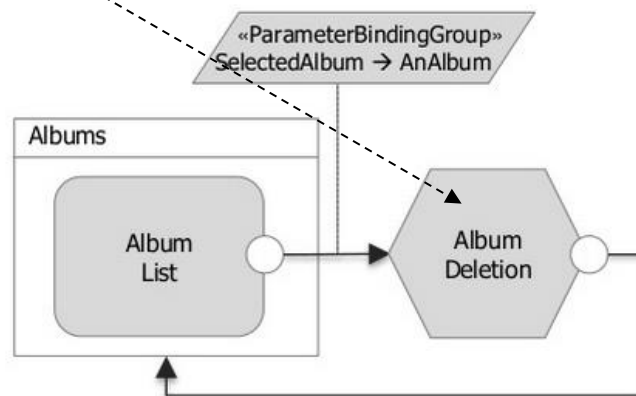 «ParameterBindingGroup»
SelectedAlbum → AnAlbum
Albums
Album
List
Album
Deletion